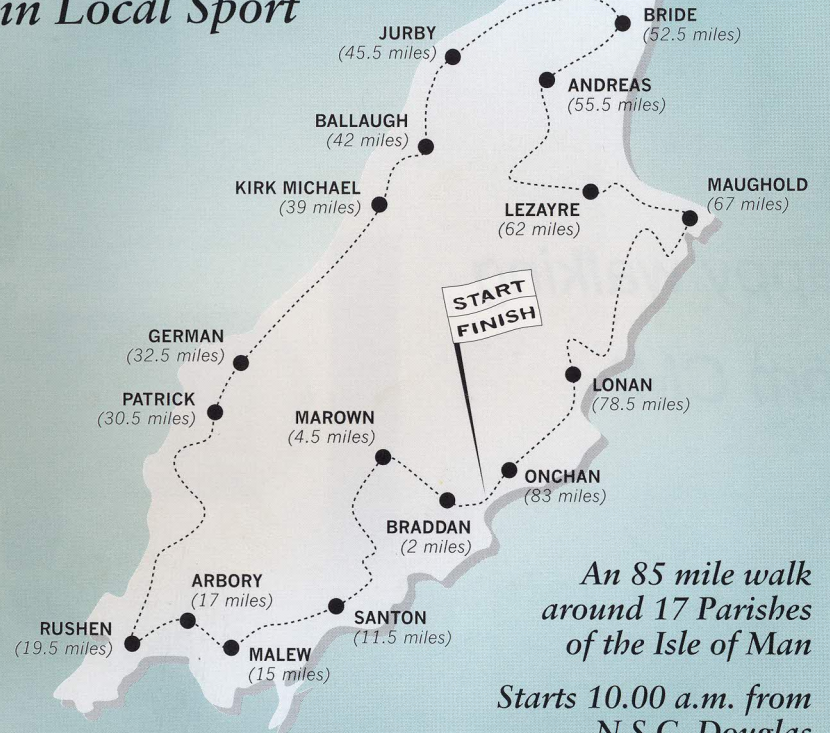 in Local Sport
BRIDE
(52.5 miles)
JURBY
(45.5 miles)
ANDREAS
(55.5 miles)
BALLAUGH
(42 miles)
KIRK MICHAEL
(39 miles)
MAUGHOLD
(67 miles)
LEZAYRE
(62 miles)
START
FINISH
GERMAN
(32.5 miles)
PATRICK
(30.5 miles)
LONAN
(78.5 miles)
MAROWN
(4.5 miles)
ONCHAN
(83 miles)
BRADDAN
(2 miles)
ARBORY
(17 miles)
SANTON
(11.5 miles)
RUSHEN
(19.5 miles)
MALEW
(15 miles)
An 85 mile walk
around 17 Parishes
of the Isle of Man
Starts 10.00 a.m. from
N.S.C. Douglas